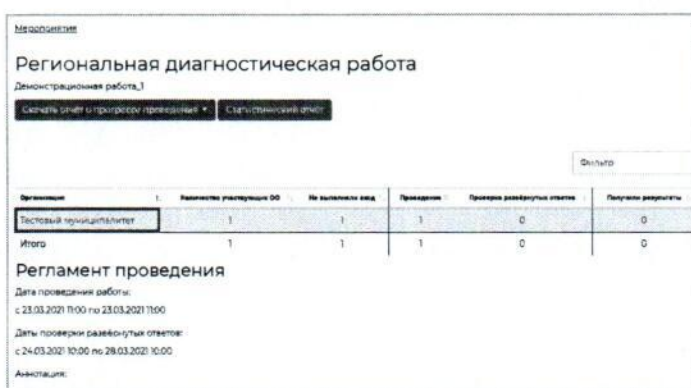 Мероприятия
Региональная диагностическая работа
Демонстрационная работа_1
Скачать отчёт о прогрессе проведения Статистический отчёт
Фильтр
Организация Количество участвующих ОО Не выполнили вход Проведение Проверка развёрнутых ответов Получили результаты
Тестовый муниципалитет 1 1 1 0 0
Итого 1 1 1 0 0
Регламент проведения
Дата проведения работы:
с 23.03.2021 11:00 по 23.03.2021 11:00
Даты проверки развёрнутых ответов:
с 24.03.2021 10:00 по 28.03.2021 10:00
Аннотация: